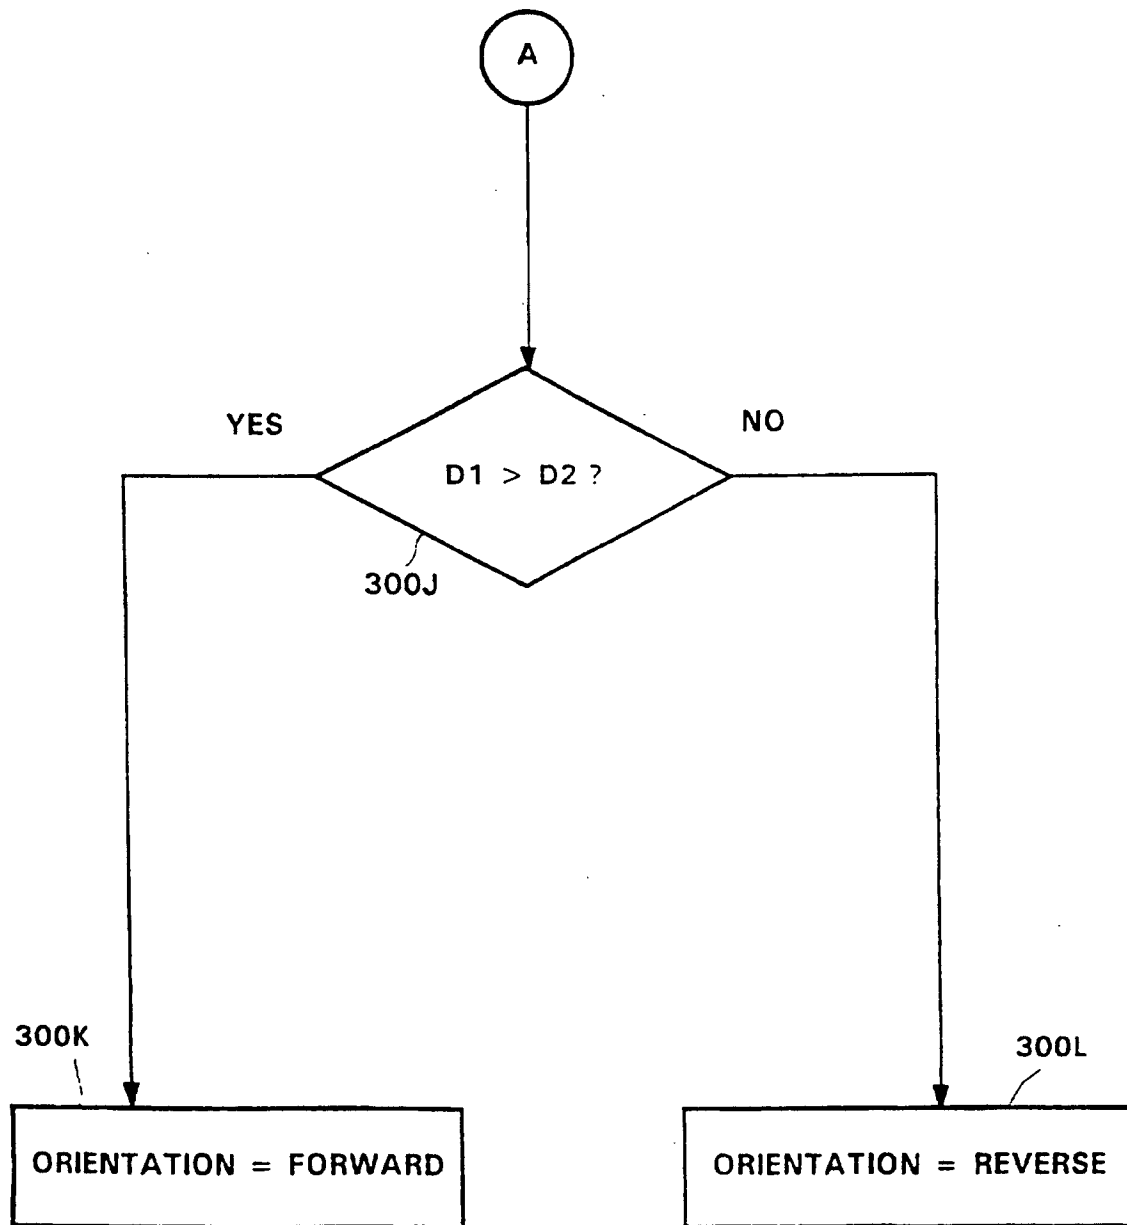 A
YES
NO
D1 > D2 ?
300J
300K
300L
ORIENTATION = FORWARD
ORIENTATION = REVERSE